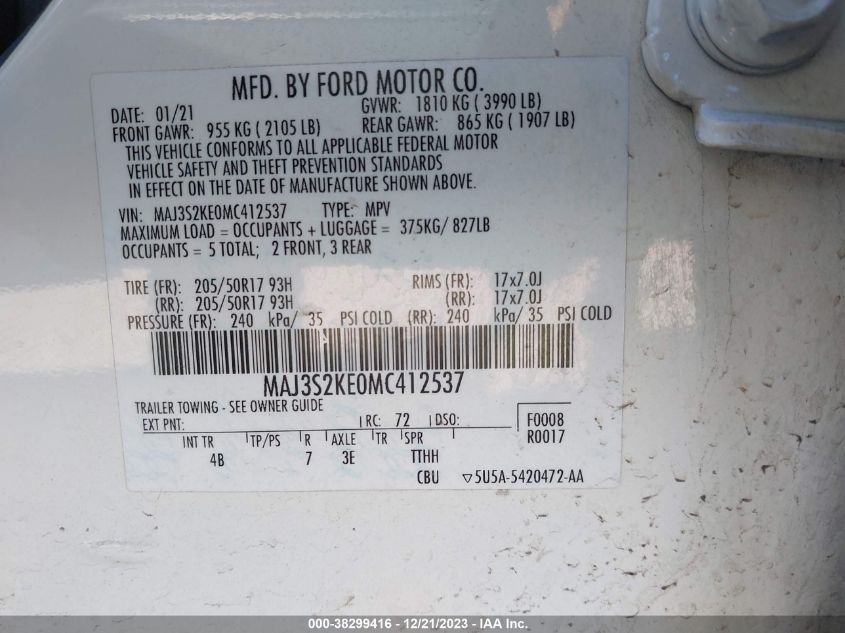 MFD. BY FORD MOTOR CO.
DATE: 01/21 GVWR: 1810 KG ( 3990 LB)
FRONT GAWR: 955 KG ( 2105 LB) REAR GAWR: 865 KG ( 1907 LB)
THIS VEHICLE CONFORMS TO ALL APPLICABLE FEDERAL MOTOR
VEHICLE SAFETY AND THEFT PREVENTION STANDARDS
IN EFFECT ON THE DATE OF MANUFACTURE SHOWN ABOVE.
VIN: MAJ3S2KE0MC412537 TYPE: MPV
MAXIMUM LOAD = OCCUPANTS + LUGGAGE = 375KG/ 827LB
OCCUPANTS = 5 TOTAL; 2 FRONT, 3 REAR
TIRE (FR): 205/50R17 93H RIMS (FR): 17x7.0J
(RR): 205/50R17 93H (RR): 17x7.0J
PRESSURE (FR): 240 kPa/ 35 PSI COLD (RR): 240 kPa/ 35 PSI COLD
MAJ3S2KE0MC412537
TRAILER TOWING - SEE OWNER GUIDE
EXT PNT: RC: 72 DSO: F0008
R0017
INT TR TP/PS R AXLE TR SPR
4B 7 3E TTHH
CBU ▽5U5A-5420472-AA
000-38299416 - 12/21/2023 - IAA Inc.